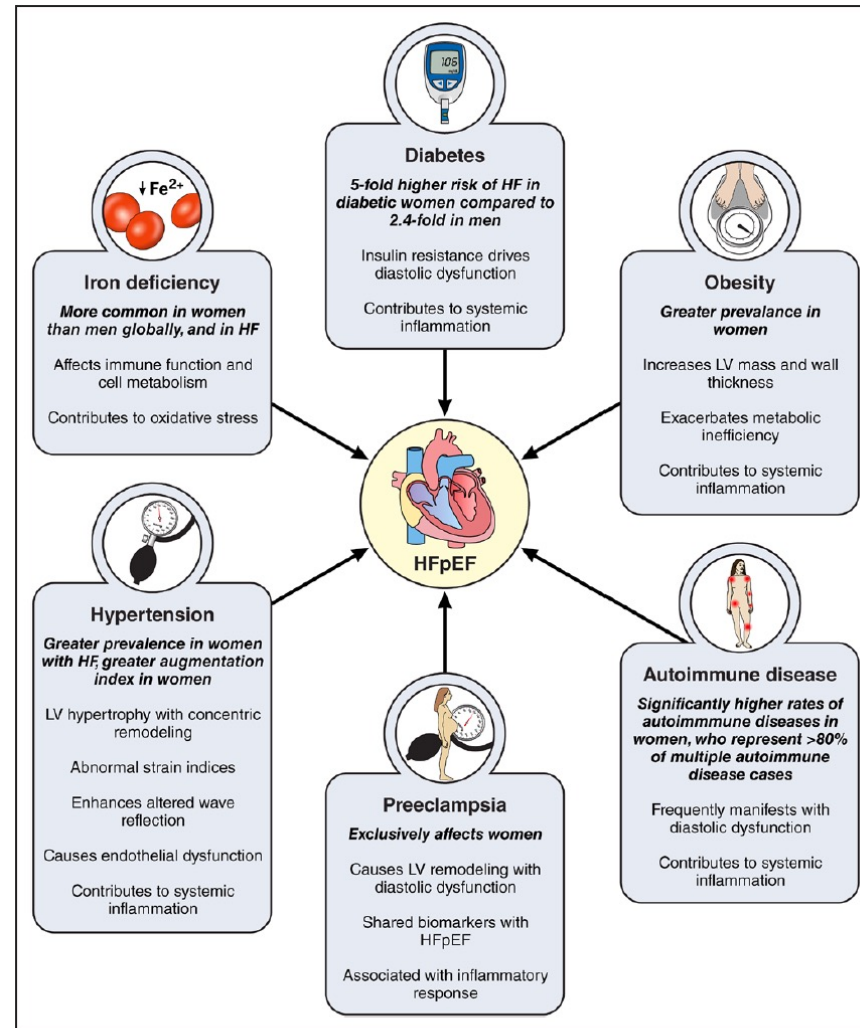 106
Diabetes
5-fold higher risk of HF in
diabetic women compared to
2.4-fold in men
Insulin resistance drives
diastolic dysfunction
Contributes to systemic
inflammation
↓ Fe2+
Iron deficiency
More common in women
than men globally, and in HF
Affects immune function and
cell metabolism
Contributes to oxidative stress
Obesity
Greater prevalance in
women
Increases LV mass and wall
thickness
Exacerbates metabolic
inefficiency
Contributes to systemic
inflammation
HFpEF
Hypertension
Greater prevalence in women
with HF, greater augmentation
index in women
LV hypertrophy with concentric
remodeling
Abnormal strain indices
Enhances altered wave
reflection
Causes endothelial dysfunction
Contributes to systemic
inflammation
Preeclampsia
Exclusively affects women
Causes LV remodeling with
diastolic dysfunction
Shared biomarkers with
HFpEF
Associated with inflammatory
response
Autoimmune disease
Significantly higher rates of
autoimmmune diseases in
women, who represent >80%
of multiple autoimmune
disease cases
Frequently manifests with
diastolic dysfunction
Contributes to systemic
inflammation